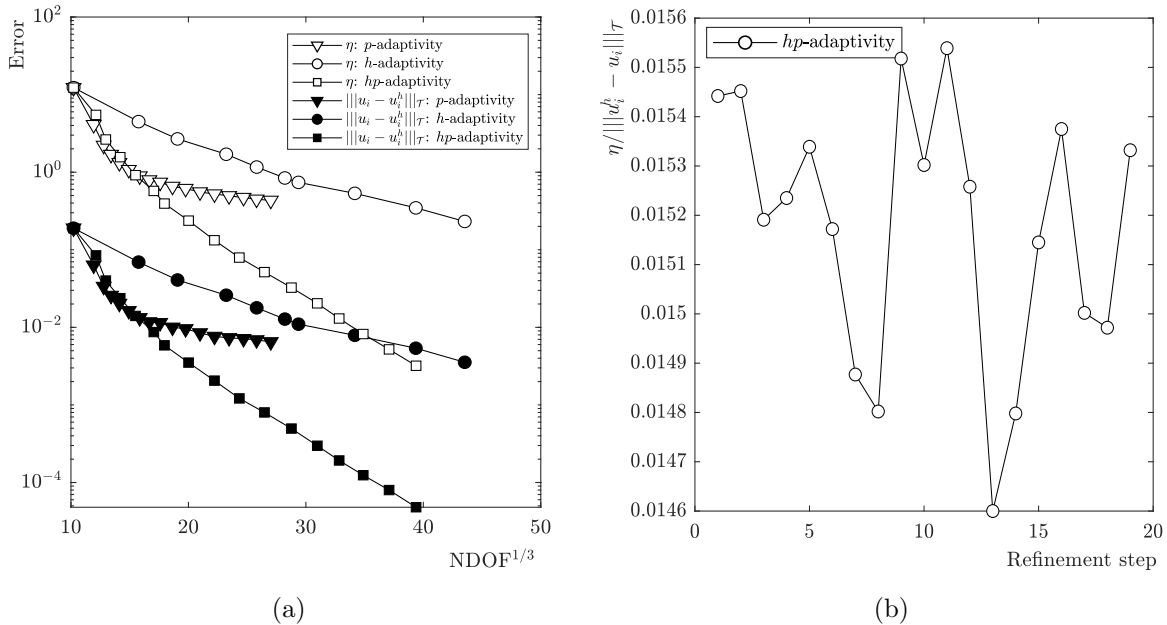 Error
10^2
10^0
10^{-2}
10^{-4}
η: p-adaptivity
η: h-adaptivity
η: hp-adaptivity
|||u_i − u_i^h|||_𝒯: p-adaptivity
|||u_i − u_i^h|||_𝒯: h-adaptivity
|||u_i − u_i^h|||_𝒯: hp-adaptivity
10 20 30 40 50
NDOF^{1/3}
(a)
η/|||u_i^h − u_i|||_𝒯
0.0156
0.0155
0.0154
0.0153
0.0152
0.0151
0.015
0.0149
0.0148
0.0147
0.0146
hp-adaptivity
0 5 10 15 20
Refinement step
(b)